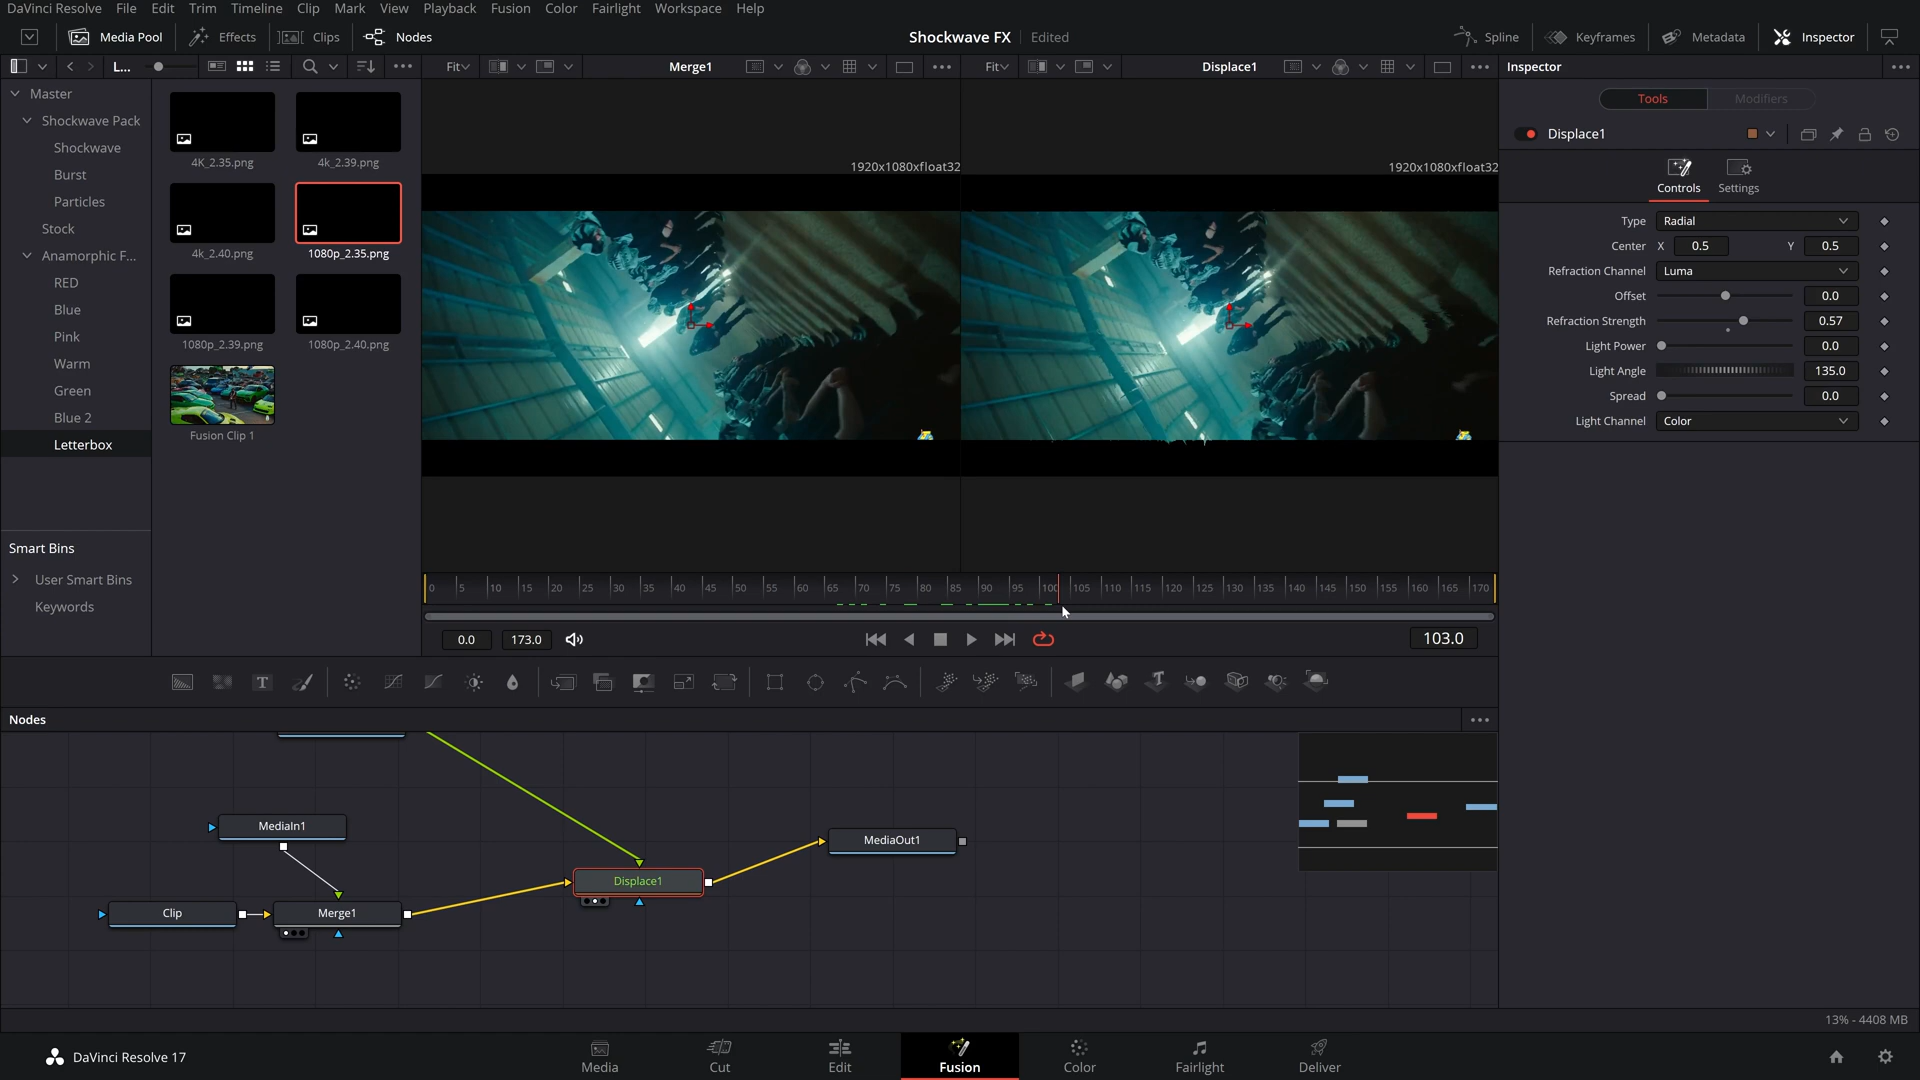 DaVinci Resolve File Edit Trim Timeline Clip Mark View Playback Fusion Color Fairlight Workspace Help
Media Pool Effects Clips Nodes Shockwave FX Edited Spline Keyframes Metadata Inspector
L... Fit Merge1 Fit Displace1 Inspector
Master
Shockwave Pack
Shockwave
Burst
Particles
Stock
Anamorphic F...
RED
Blue
Pink
Warm
Green
Blue 2
Letterbox
Smart Bins
User Smart Bins
Keywords
4K_2.35.png 4k_2.39.png
4k_2.40.png 1080p_2.35.png
1080p_2.39.png 1080p_2.40.png
Fusion Clip 1
1920x1080xfloat32 1920x1080xfloat32
0 5 10 15 20 25 30 35 40 45 50 55 60 65 70 75 80 85 90 95 100 105 110 115 120 125 130 135 140 145 150 155 160 165 170
0.0 173.0 103.0
Tools Modifiers
Displace1
Controls Settings
Type Radial
Center X 0.5 Y 0.5
Refraction Channel Luma
Offset 0.0
Refraction Strength 0.57
Light Power 0.0
Light Angle 135.0
Spread 0.0
Light Channel Color
T
Nodes
MediaIn1
MediaOut1
Displace1
Clip Merge1
13% - 4408 MB
DaVinci Resolve 17 Media Cut Edit Fusion Color Fairlight Deliver